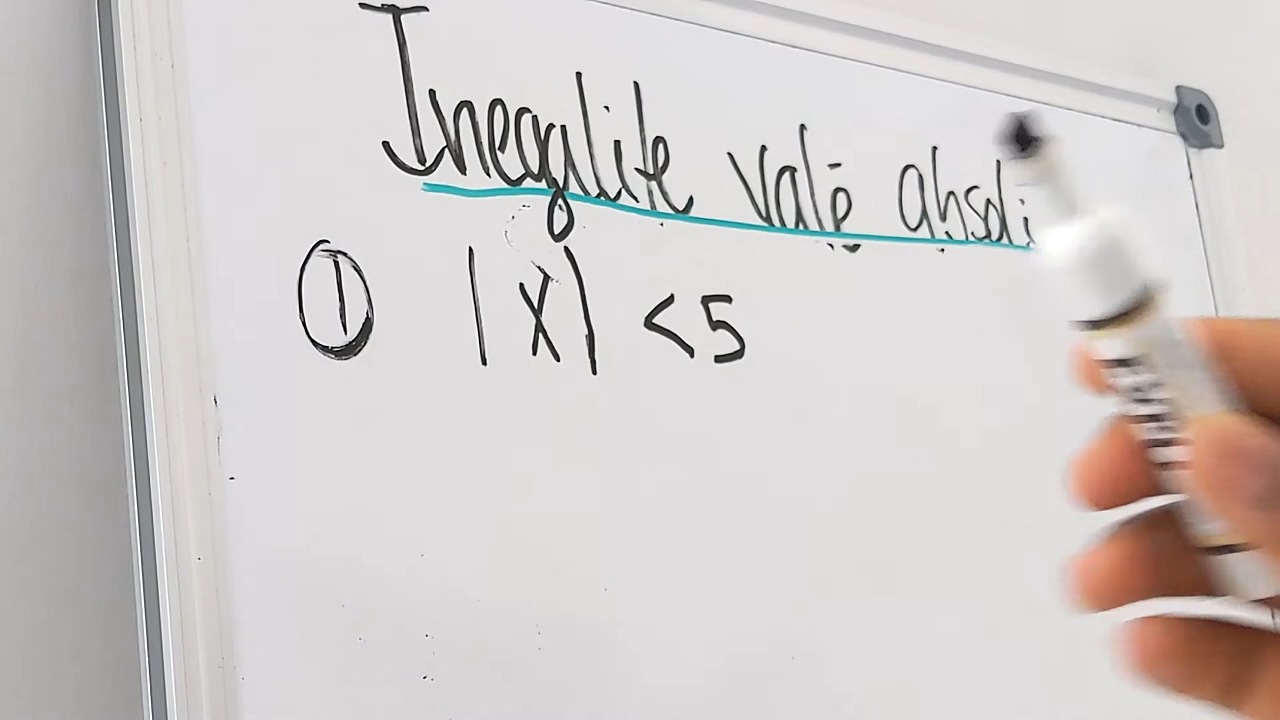 Inegalite valè absoli
① |X| < 5